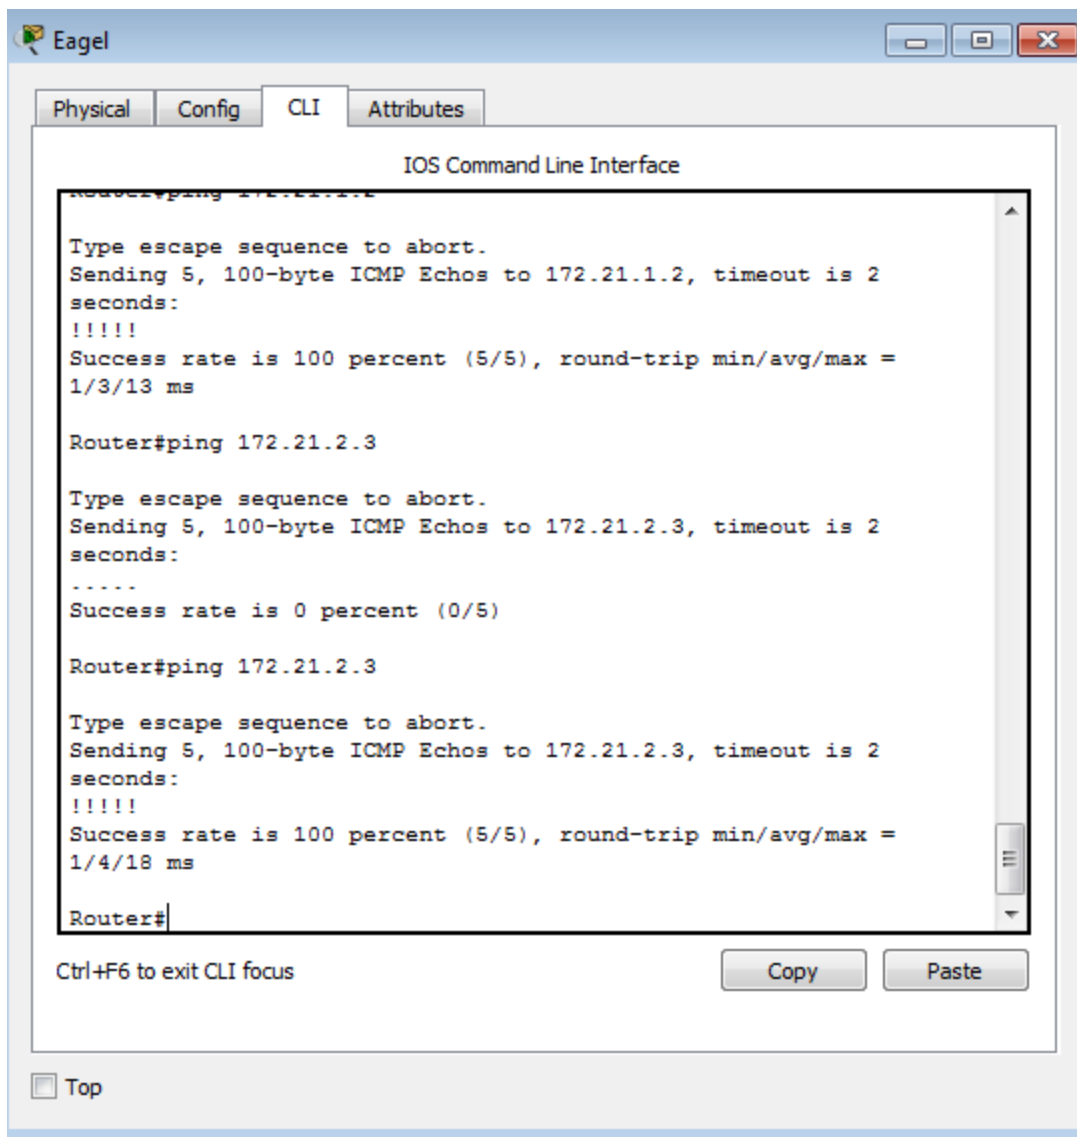 Eagel
Physical Config CLI Attributes
IOS Command Line Interface
Router#ping 172.21.1.2
Type escape sequence to abort.
Sending 5, 100-byte ICMP Echos to 172.21.1.2, timeout is 2
seconds:
!!!!!
Success rate is 100 percent (5/5), round-trip min/avg/max =
1/3/13 ms
Router#ping 172.21.2.3
Type escape sequence to abort.
Sending 5, 100-byte ICMP Echos to 172.21.2.3, timeout is 2
seconds:
.....
Success rate is 0 percent (0/5)
Router#ping 172.21.2.3
Type escape sequence to abort.
Sending 5, 100-byte ICMP Echos to 172.21.2.3, timeout is 2
seconds:
!!!!!
Success rate is 100 percent (5/5), round-trip min/avg/max =
1/4/18 ms
Router#
Ctrl+F6 to exit CLI focus
Copy Paste
Top